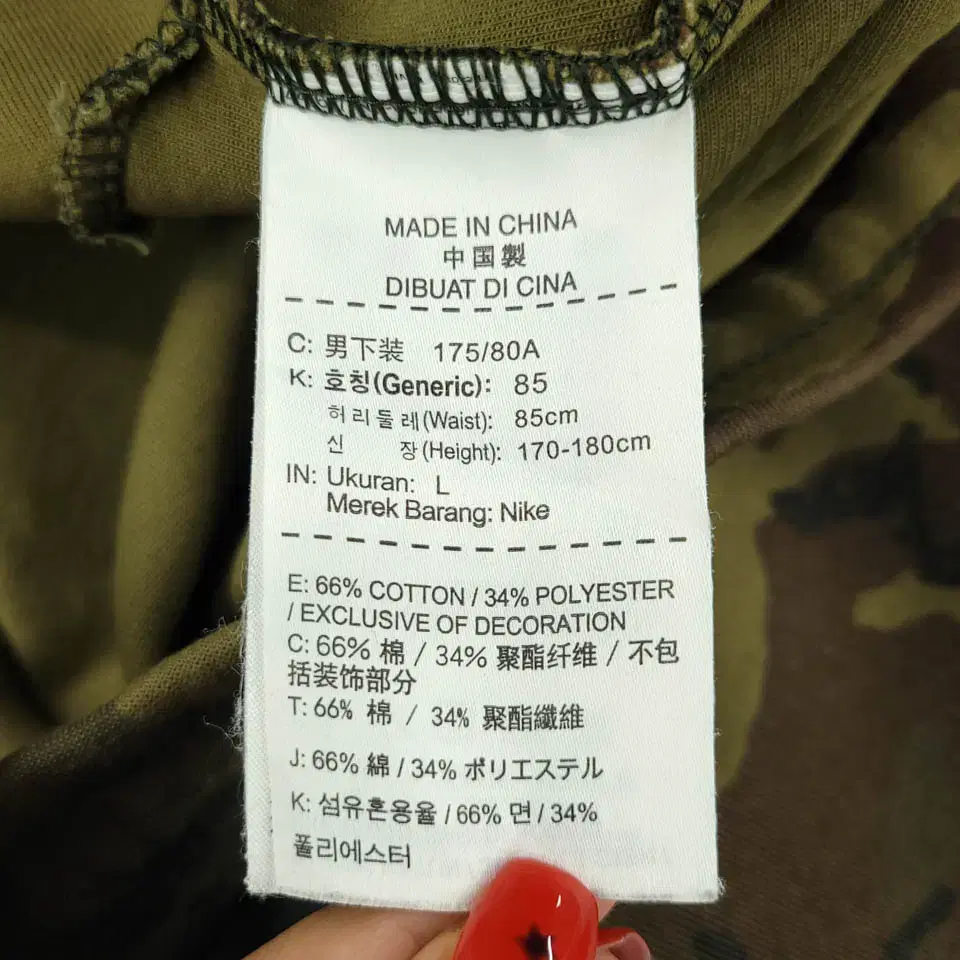 MADE IN CHINA
中国製
DIBUAT DI CINA
C: 男下装 175/80A
K: 호칭(Generic): 85
허리둘레(Waist): 85cm
신 장(Height): 170-180cm
IN: Ukuran: L
Merek Barang: Nike
E: 66% COTTON / 34% POLYESTER
/ EXCLUSIVE OF DECORATION
C: 66% 棉 / 34% 聚酯纤维 / 不包
括装饰部分
T: 66% 棉 / 34% 聚酯纖維
J: 66% 綿 / 34% ポリエステル
K: 섬유혼용율 / 66% 면 / 34%
폴리에스터